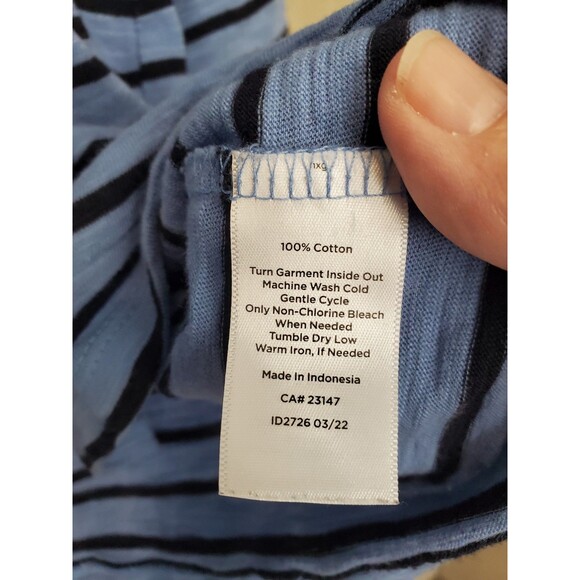 1XG
100% Cotton
Turn Garment Inside Out
Machine Wash Cold
Gentle Cycle
Only Non-Chlorine Bleach
When Needed
Tumble Dry Low
Warm Iron, If Needed
Made In Indonesia
CA# 23147
ID2726 03/22